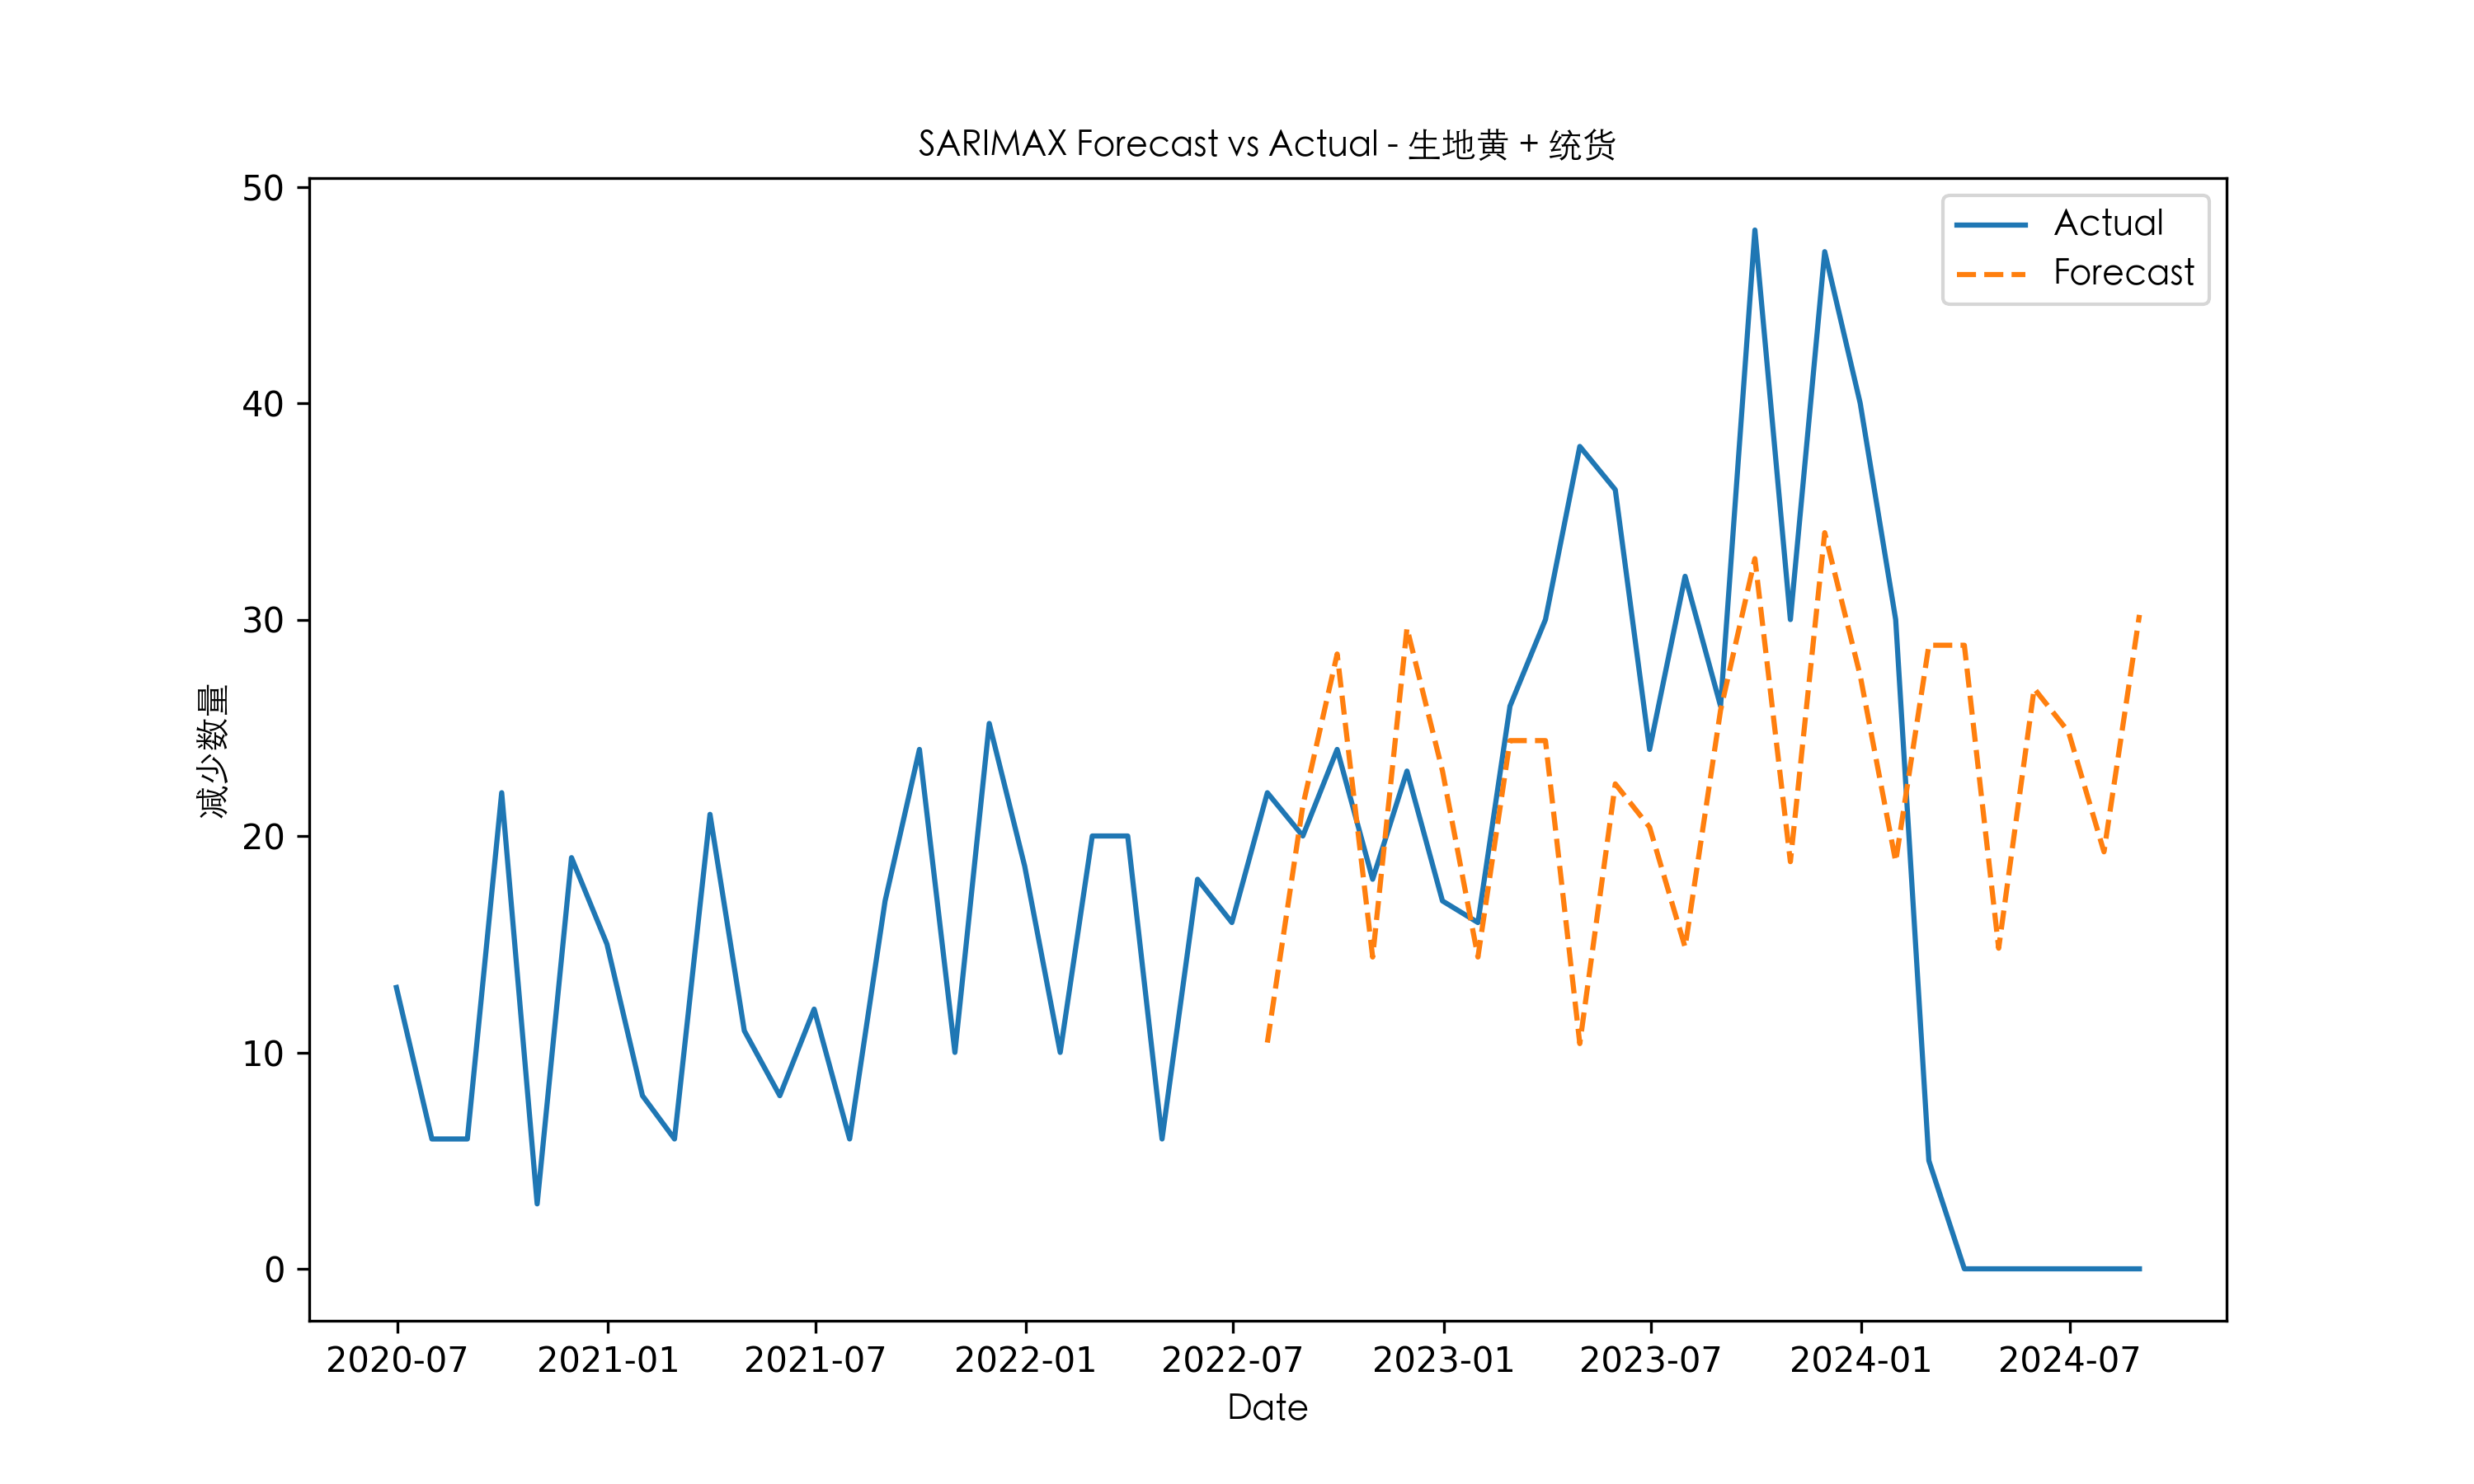 SARIMAX Forecast vs Actual - 生地黄 + 统货
50
40
30
20
10
0
减少数量
Actual
Forecast
2020-07 2021-01 2021-07 2022-01 2022-07 2023-01 2023-07 2024-01 2024-07
Date